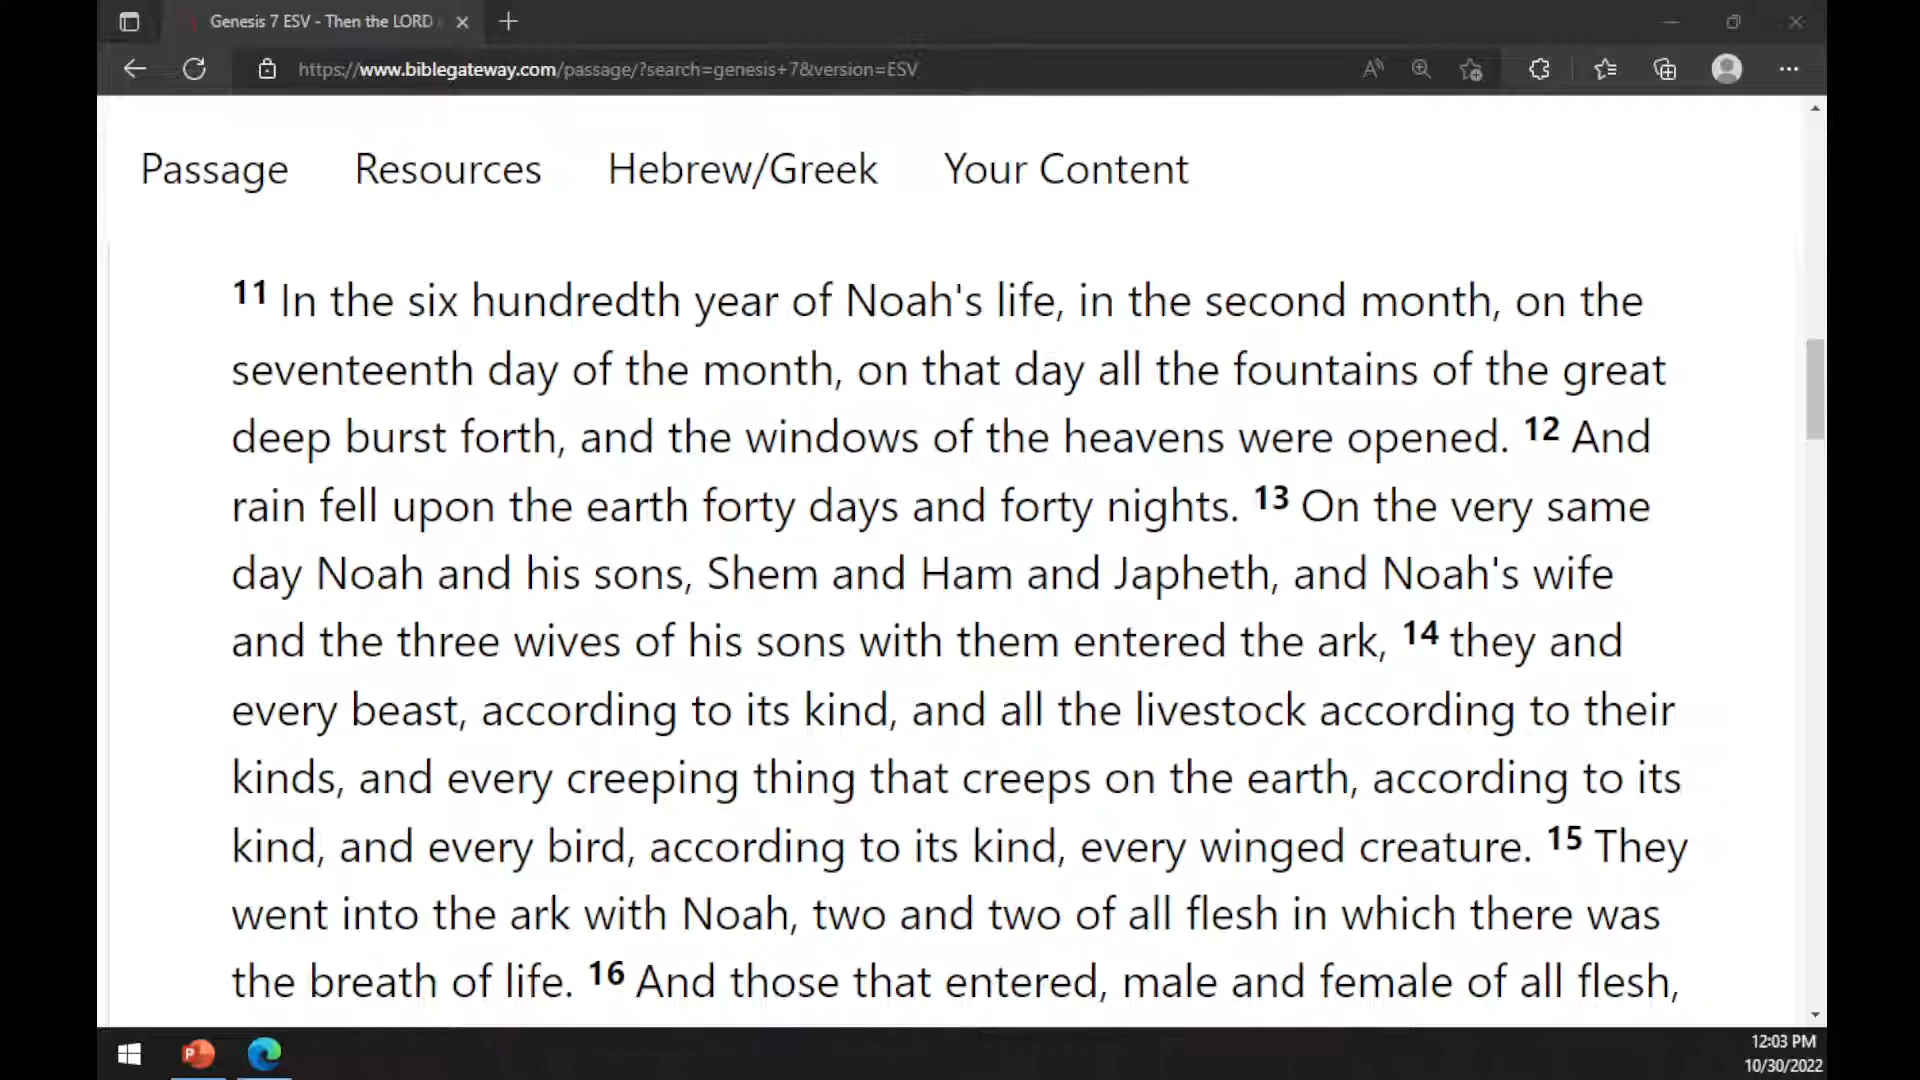 Genesis 7 ESV - Then the LORD
https://www.biblegateway.com/passage/?search=genesis+7&version=ESV
Passage Resources Hebrew/Greek Your Content
11 In the six hundredth year of Noah's life, in the second month, on the
seventeenth day of the month, on that day all the fountains of the great
deep burst forth, and the windows of the heavens were opened. 12 And
rain fell upon the earth forty days and forty nights. 13 On the very same
day Noah and his sons, Shem and Ham and Japheth, and Noah's wife
and the three wives of his sons with them entered the ark, 14 they and
every beast, according to its kind, and all the livestock according to their
kinds, and every creeping thing that creeps on the earth, according to its
kind, and every bird, according to its kind, every winged creature. 15 They
went into the ark with Noah, two and two of all flesh in which there was
the breath of life. 16 And those that entered, male and female of all flesh,
12:03 PM
10/30/2022